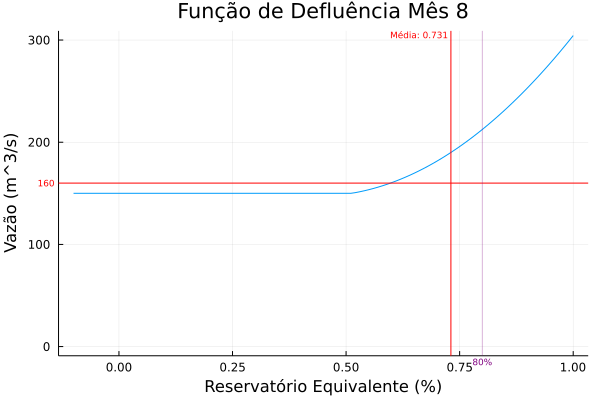 Função de Defluência Mês 8
Média: 0.731
Vazão (m^3/s)
300
200
160
100
0
0.00
0.25
0.50
0.75
80%
1.00
Reservatório Equivalente (%)